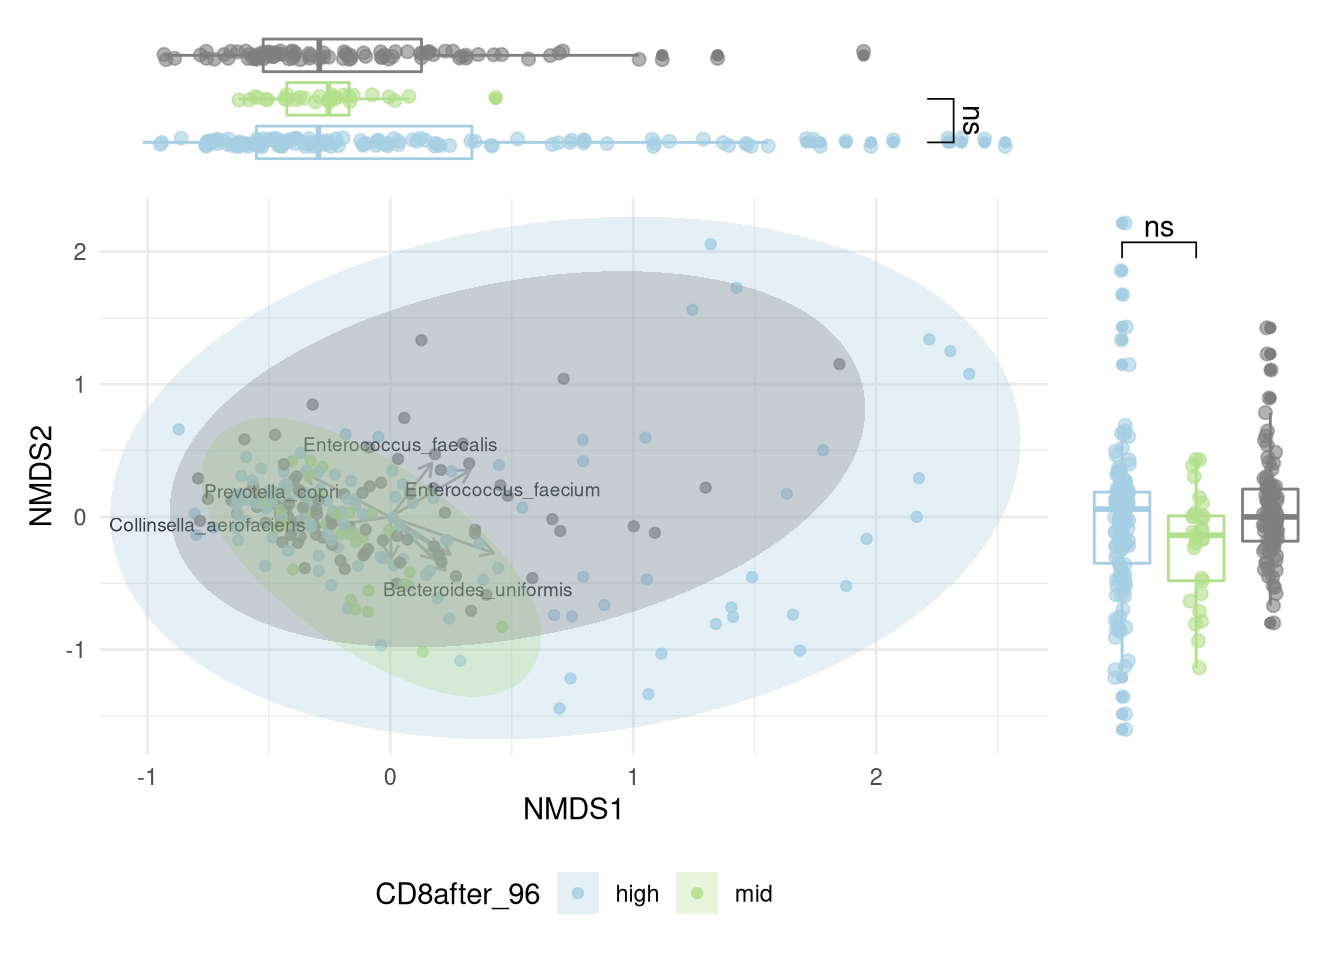 ns
ns
2
1
0
-1
NMDS2
Enterococcus_faecalis
Prevotella_copri
Enterococcus_faecium
Collinsella_aerofaciens
Bacteroides_uniformis
-1 0 1 2
NMDS1
CD8after_96 high mid